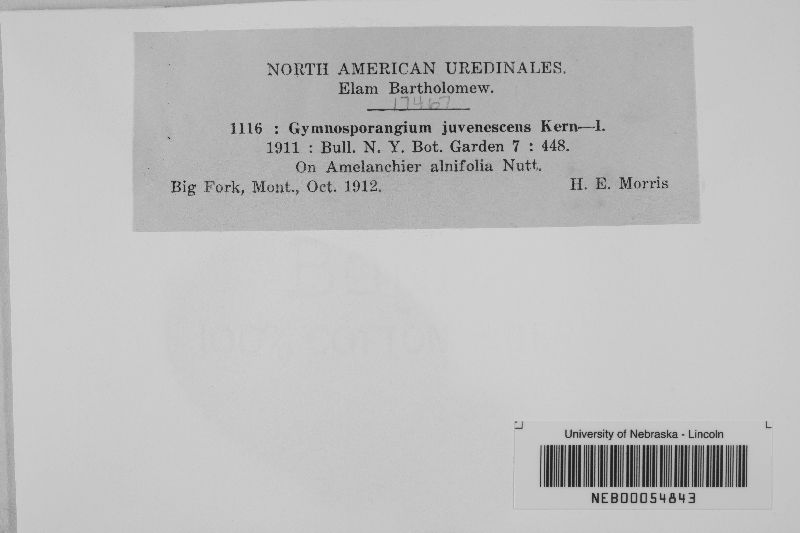 NORTH AMERICAN UREDINALES.
Elam Bartholomew.
17467
1116 : Gymnosporangium juvenescens Kern—I.
1911 : Bull. N. Y. Bot. Garden 7 : 448.
On Amelanchier alnifolia Nutt.
Big Fork, Mont., Oct. 1912. H. E. Morris
University of Nebraska - Lincoln
NEB00054843